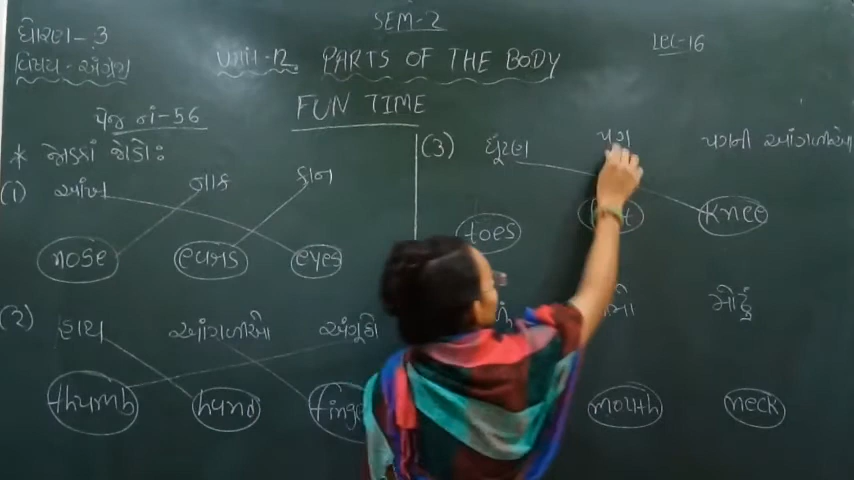 SEM-2
ધોરણ-3
LEC-16
વિષય-અંગ્રેજી
Unit-12 PARTS OF THE BODY
પેજ નં-56
FUN TIME
* જોડકાં જોડો:
(1) આંખ નાક કાન
nose ears eyes
(2) હાથ આંગળીઓ અંગૂઠો
thumb hand
(3) ઘૂંટણ પગ પગની આંગળીઓ
toes knee
મોઢું
mouth neck